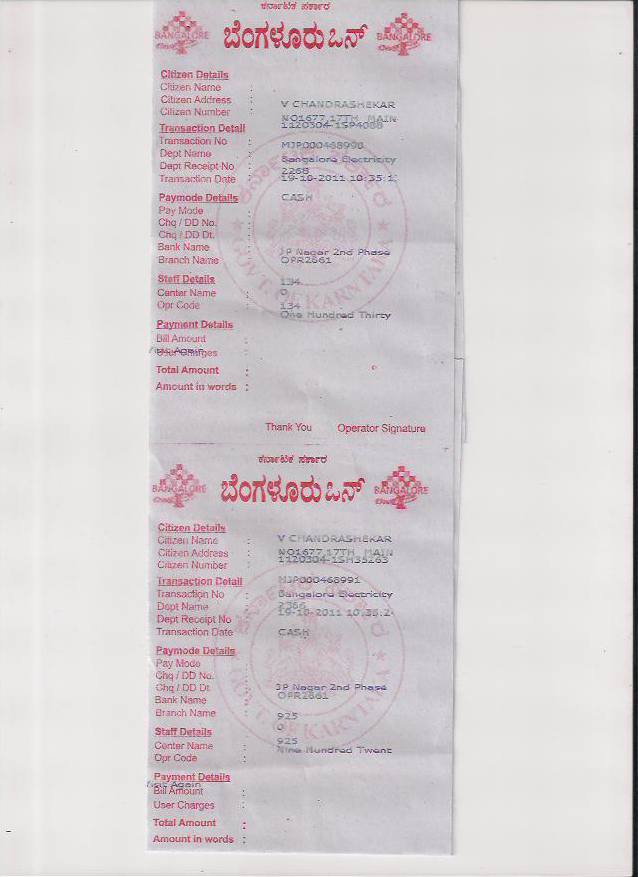 ಕರ್ನಾಟಕ ಸರ್ಕಾರ
BANGALORE ಬೆಂಗಳೂರು ಒನ್ BANGALORE
Citizen Details
Citizen Name :
Citizen Address : V CHANDRASHEKAR
Citizen Number : NO1677,17TH MAIN
Transaction Detail 1120304-1SP4088
Transaction No : MJP000468990
Dept Name : Bangalore Electricity
Dept Receipt No : 2268
Transaction Date : 19-10-2011 10:35:1
Paymode Details CASH
Pay Mode :
Chq / DD No. :
Chq / DD Dt. :
Bank Name : JP Nagar 2nd Phase
Branch Name : OPR2861
Staff Details 134
Center Name : 0
Opr Code : 134
One Hundred Thirty
Payment Details
Bill Amount :
Visit Again
User Charges :
Total Amount :
Amount in words :
Thank You Operator Signature
ಕರ್ನಾಟಕ ಸರ್ಕಾರ
BANGALORE ಬೆಂಗಳೂರು ಒನ್ BANGALORE
Citizen Details
Citizen Name : V CHANDRASHEKAR
Citizen Address : NO1677,17TH MAIN
Citizen Number : 1120304-1SH35263
Transaction Detail MJP000468991
Transaction No : Bangalore Electricity
Dept Name : 2366
Dept Receipt No : 19-10-2011 10:35:2
Transaction Date : CASH
Paymode Details
Pay Mode :
Chq / DD No. :
Chq / DD Dt. : JP Nagar 2nd Phase
Bank Name : OPR2861
Branch Name : 925
Staff Details 0
Center Name : 925
Opr Code : Nine Hundred Twent
Payment Details
Visit Again
Bill Amount :
User Charges :
Total Amount :
Amount in words :